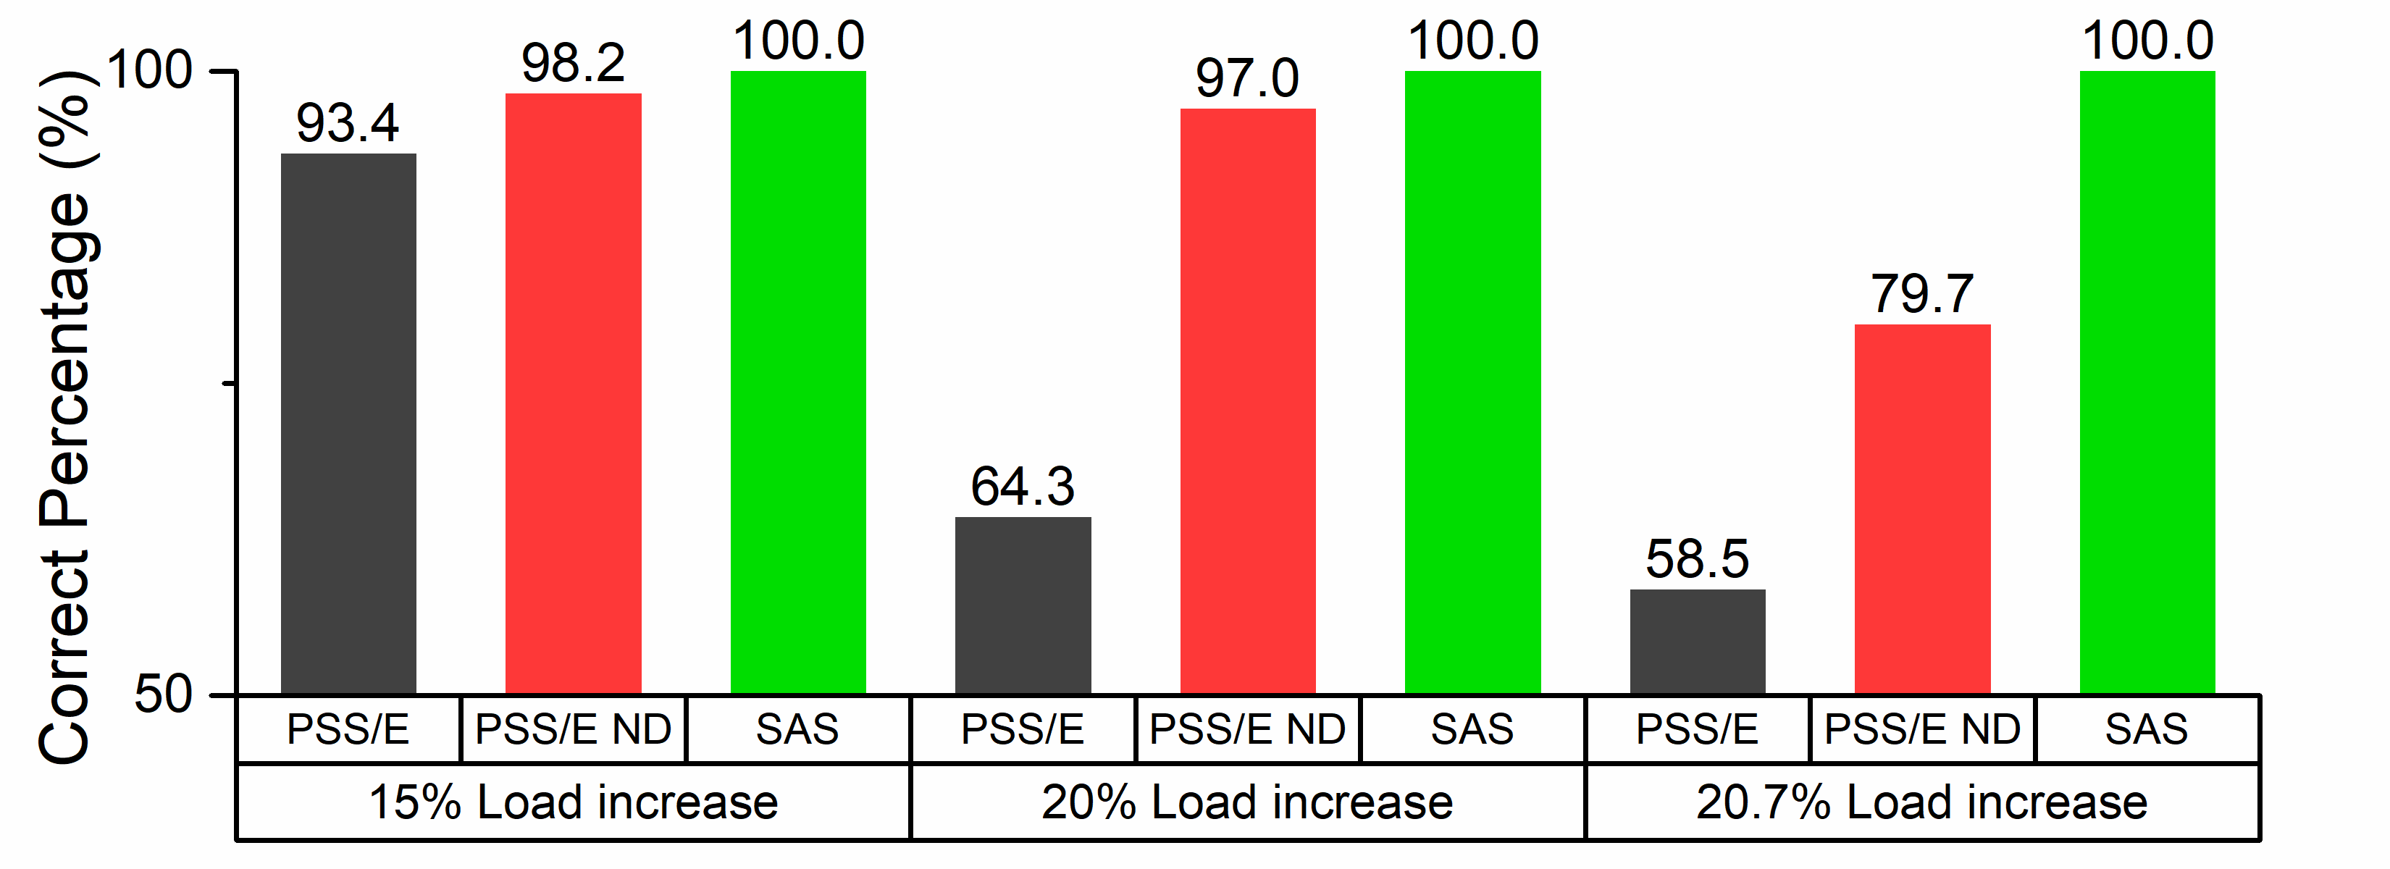 Correct Percentage (%)
100
50
93.4
98.2
100.0
64.3
97.0
100.0
58.5
79.7
100.0
PSS/E
PSS/E ND
SAS
PSS/E
PSS/E ND
SAS
PSS/E
PSS/E ND
SAS
15% Load increase
20% Load increase
20.7% Load increase